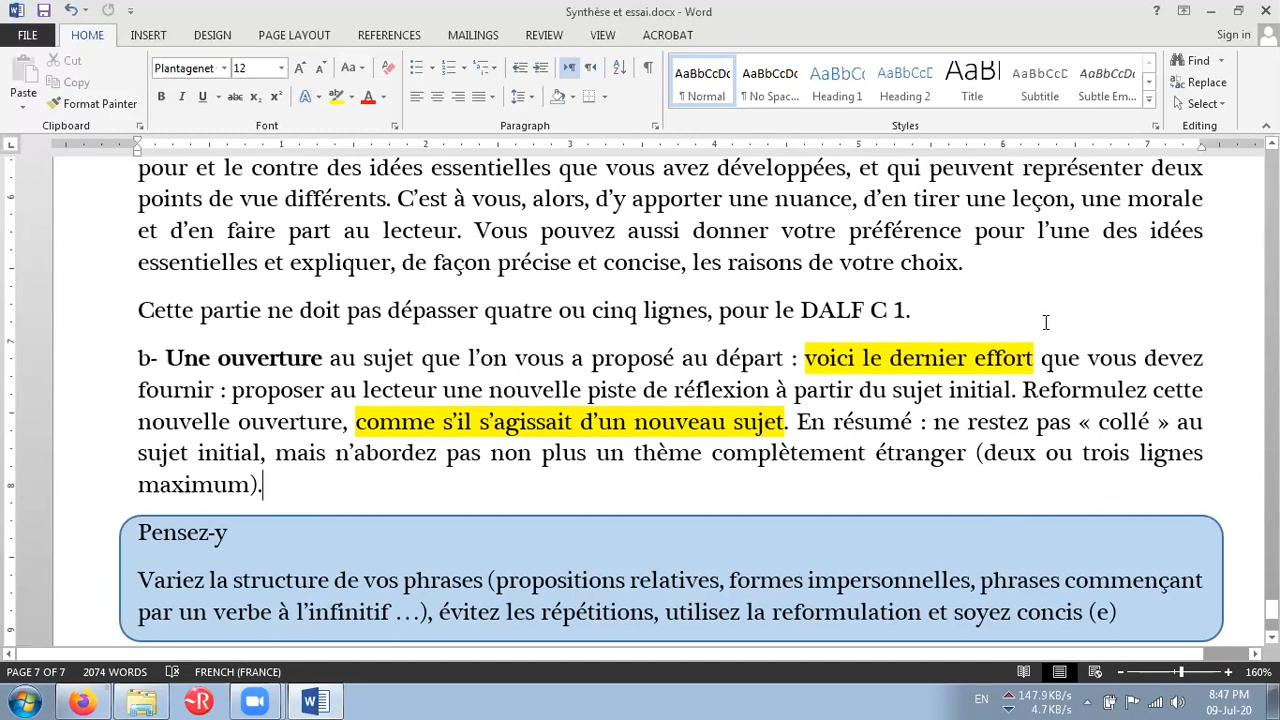 Synthèse et essai.docx - Word
FILE HOME INSERT DESIGN PAGE LAYOUT REFERENCES MAILINGS REVIEW VIEW ACROBAT Sign in
Paste Cut Copy Format Painter
Plantagenet 12
AaBbCcDc AaBbCcDc AaBbCc AaBbCc AaBl AaBbCcD AaBbCcDc
¶ Normal ¶ No Spac... Heading 1 Heading 2 Title Subtitle Subtle Em...
Find Replace Select
Clipboard Font Paragraph Styles Editing
1 2 3 4 5 6 7
pour et le contre des idées essentielles que vous avez développées, et qui peuvent représenter deux
points de vue différents. C’est à vous, alors, d’y apporter une nuance, d’en tirer une leçon, une morale
et d’en faire part au lecteur. Vous pouvez aussi donner votre préférence pour l’une des idées
essentielles et expliquer, de façon précise et concise, les raisons de votre choix.
Cette partie ne doit pas dépasser quatre ou cinq lignes, pour le DALF C 1.
b- Une ouverture au sujet que l’on vous a proposé au départ : voici le dernier effort que vous devez
fournir : proposer au lecteur une nouvelle piste de réflexion à partir du sujet initial. Reformulez cette
nouvelle ouverture, comme s’il s’agissait d’un nouveau sujet. En résumé : ne restez pas « collé » au
sujet initial, mais n’abordez pas non plus un thème complètement étranger (deux ou trois lignes
maximum).
Pensez-y
Variez la structure de vos phrases (propositions relatives, formes impersonnelles, phrases commençant
par un verbe à l’infinitif …), évitez les répétitions, utilisez la reformulation et soyez concis (e)
PAGE 7 OF 7 2074 WORDS FRENCH (FRANCE) 160%
EN 147.9KB/s 8:47 PM
4.7KB/s 09-Jul-20